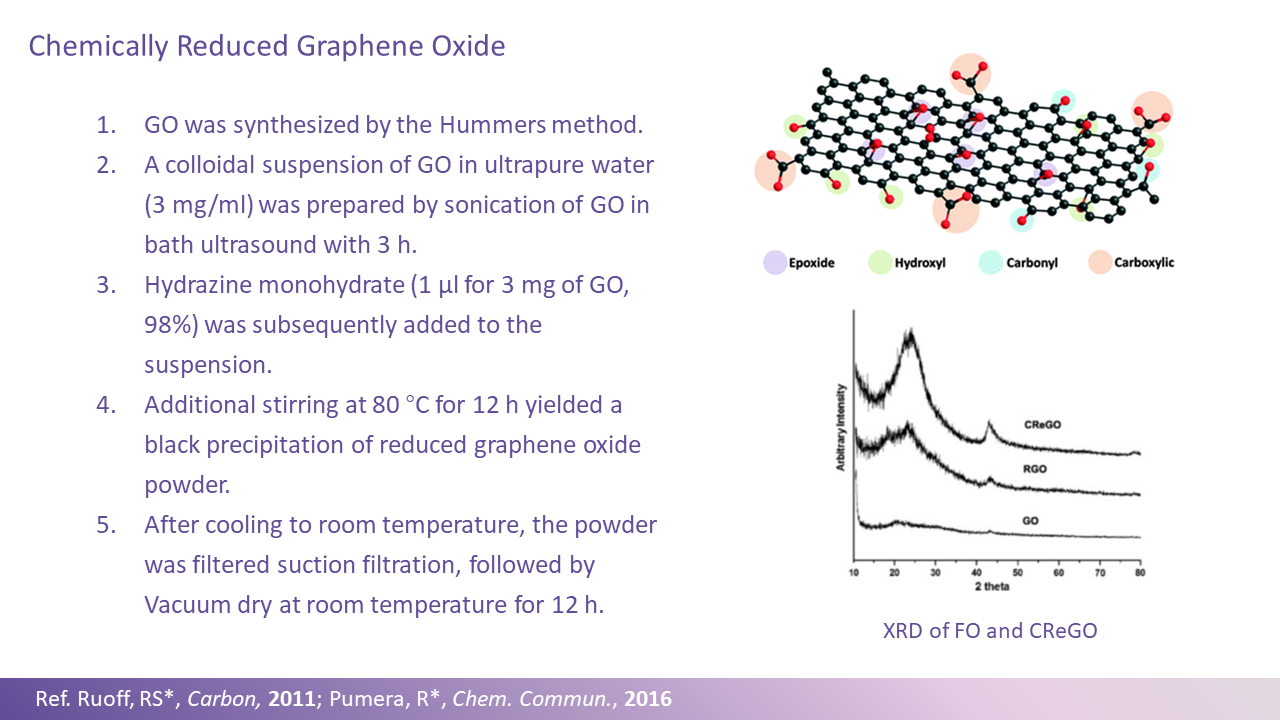 Chemically Reduced Graphene Oxide
1. GO was synthesized by the Hummers method.
2. A colloidal suspension of GO in ultrapure water
(3 mg/ml) was prepared by sonication of GO in
bath ultrasound with 3 h.
3. Hydrazine monohydrate (1 µl for 3 mg of GO,
98%) was subsequently added to the
suspension.
4. Additional stirring at 80 °C for 12 h yielded a
black precipitation of reduced graphene oxide
powder.
5. After cooling to room temperature, the powder
was filtered suction filtration, followed by
Vacuum dry at room temperature for 12 h.
Epoxide Hydroxyl Carbonyl Carboxylic
Arbitrary Intensity
CReGO
RGO
GO
10 20 30 40 50 60 70 80
2 theta
XRD of FO and CReGO
Ref. Ruoff, RS*, Carbon, 2011; Pumera, R*, Chem. Commun., 2016